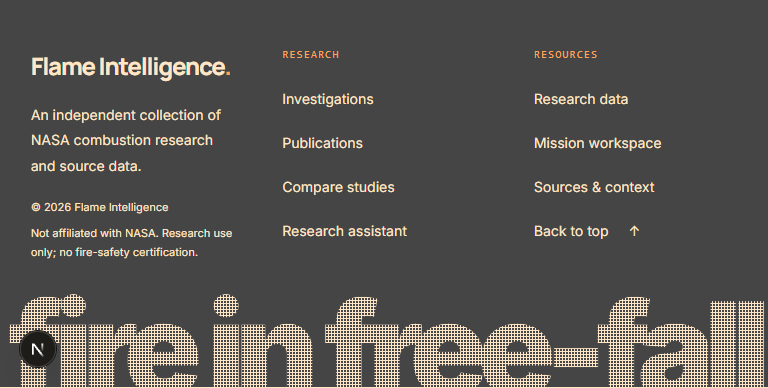 Flame Intelligence.
An independent collection of
NASA combustion research
and source data.
© 2026 Flame Intelligence
Not affiliated with NASA. Research use
only; no fire-safety certification.
RESEARCH
Investigations
Publications
Compare studies
Research assistant
RESOURCES
Research data
Mission workspace
Sources & context
Back to top ↑
fire in free-fall
N